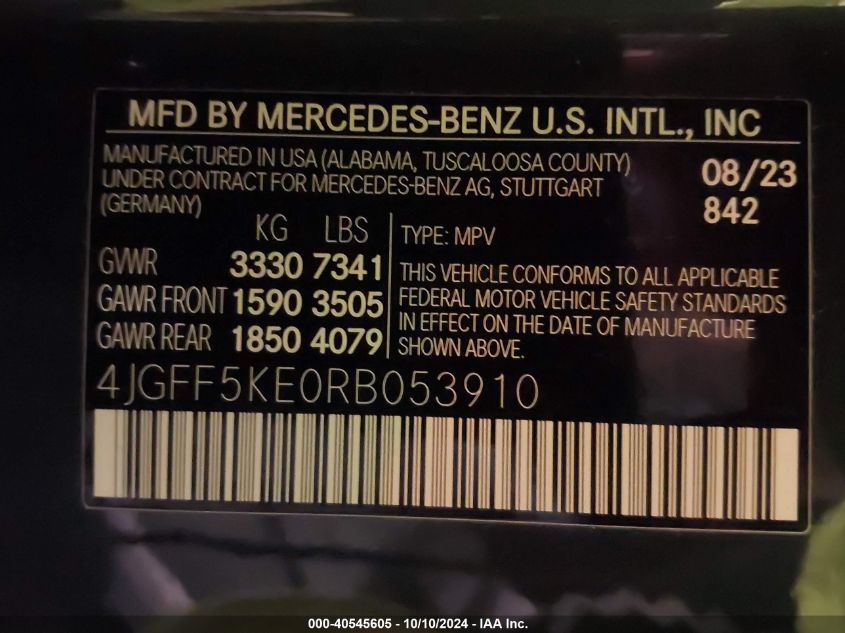 MFD BY MERCEDES-BENZ U.S. INTL., INC
MANUFACTURED IN USA (ALABAMA, TUSCALOOSA COUNTY)
UNDER CONTRACT FOR MERCEDES-BENZ AG, STUTTGART
(GERMANY)
08/23
842
KG LBS
GVWR 3330 7341
GAWR FRONT 1590 3505
GAWR REAR 1850 4079
TYPE: MPV
THIS VEHICLE CONFORMS TO ALL APPLICABLE
FEDERAL MOTOR VEHICLE SAFETY STANDARDS
IN EFFECT ON THE DATE OF MANUFACTURE
SHOWN ABOVE.
4JGFF5KE0RB053910
000-40545605 - 10/10/2024 - IAA Inc.